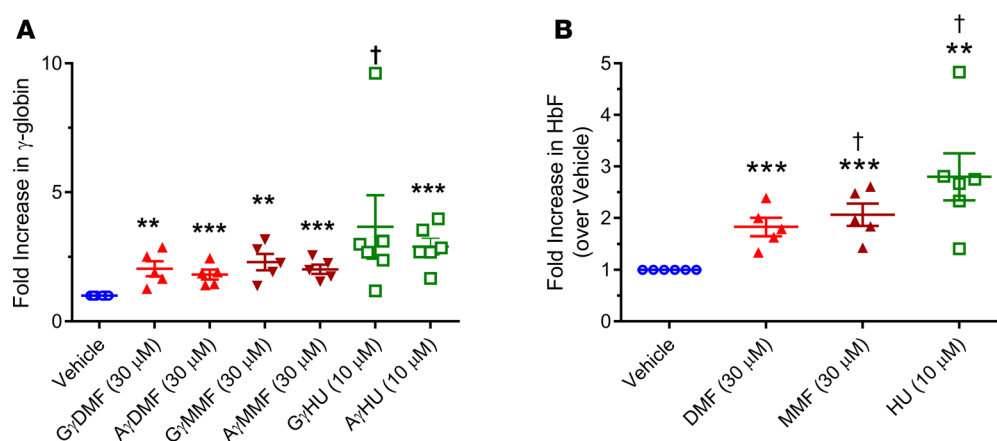 A
Fold Increase in γ-globin
10
5
0
**
***
**
***
†
***
Vehicle
GγDMF (30 μM)
AγDMF (30 μM)
GγMMF (30 μM)
AγMMF (30 μM)
GγHU (10 μM)
AγHU (10 μM)
B
Fold Increase in HbF
(over Vehicle)
5
4
3
2
1
0
***
†
***
†
**
Vehicle
DMF (30 μM)
MMF (30 μM)
HU (10 μM)